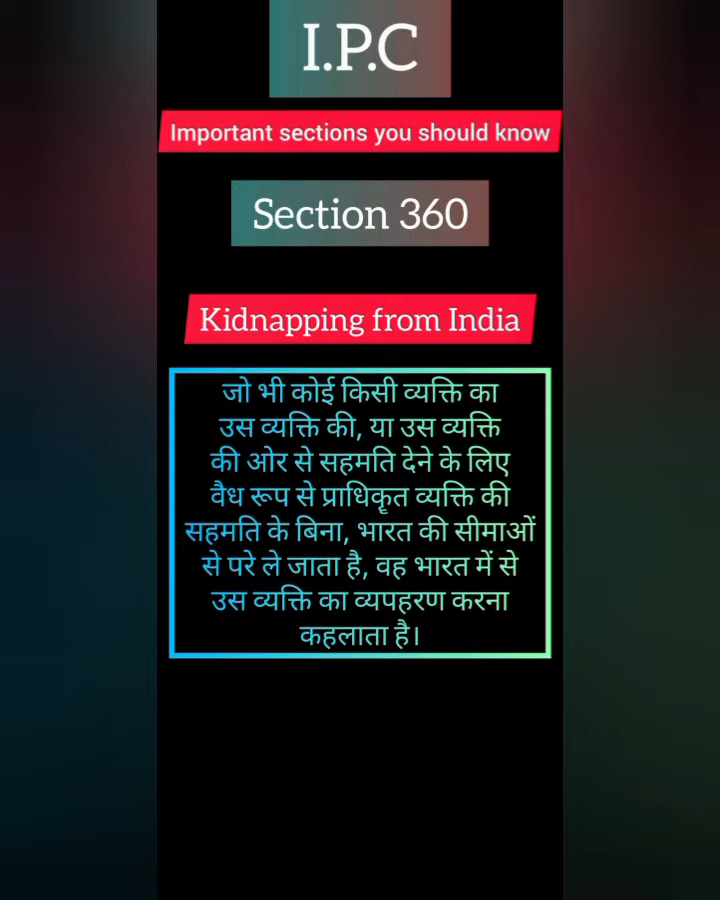 I.P.C
Important sections you should know
Section 360
Kidnapping from India
जो भी कोई किसी व्यक्ति का
उस व्यक्ति की, या उस व्यक्ति
की ओर से सहमति देने के लिए
वैध रूप से प्राधिकॄत व्यक्ति की
सहमति के बिना, भारत की सीमाओं
से परे ले जाता है, वह भारत में से
उस व्यक्ति का व्यपहरण करना
कहलाता है।